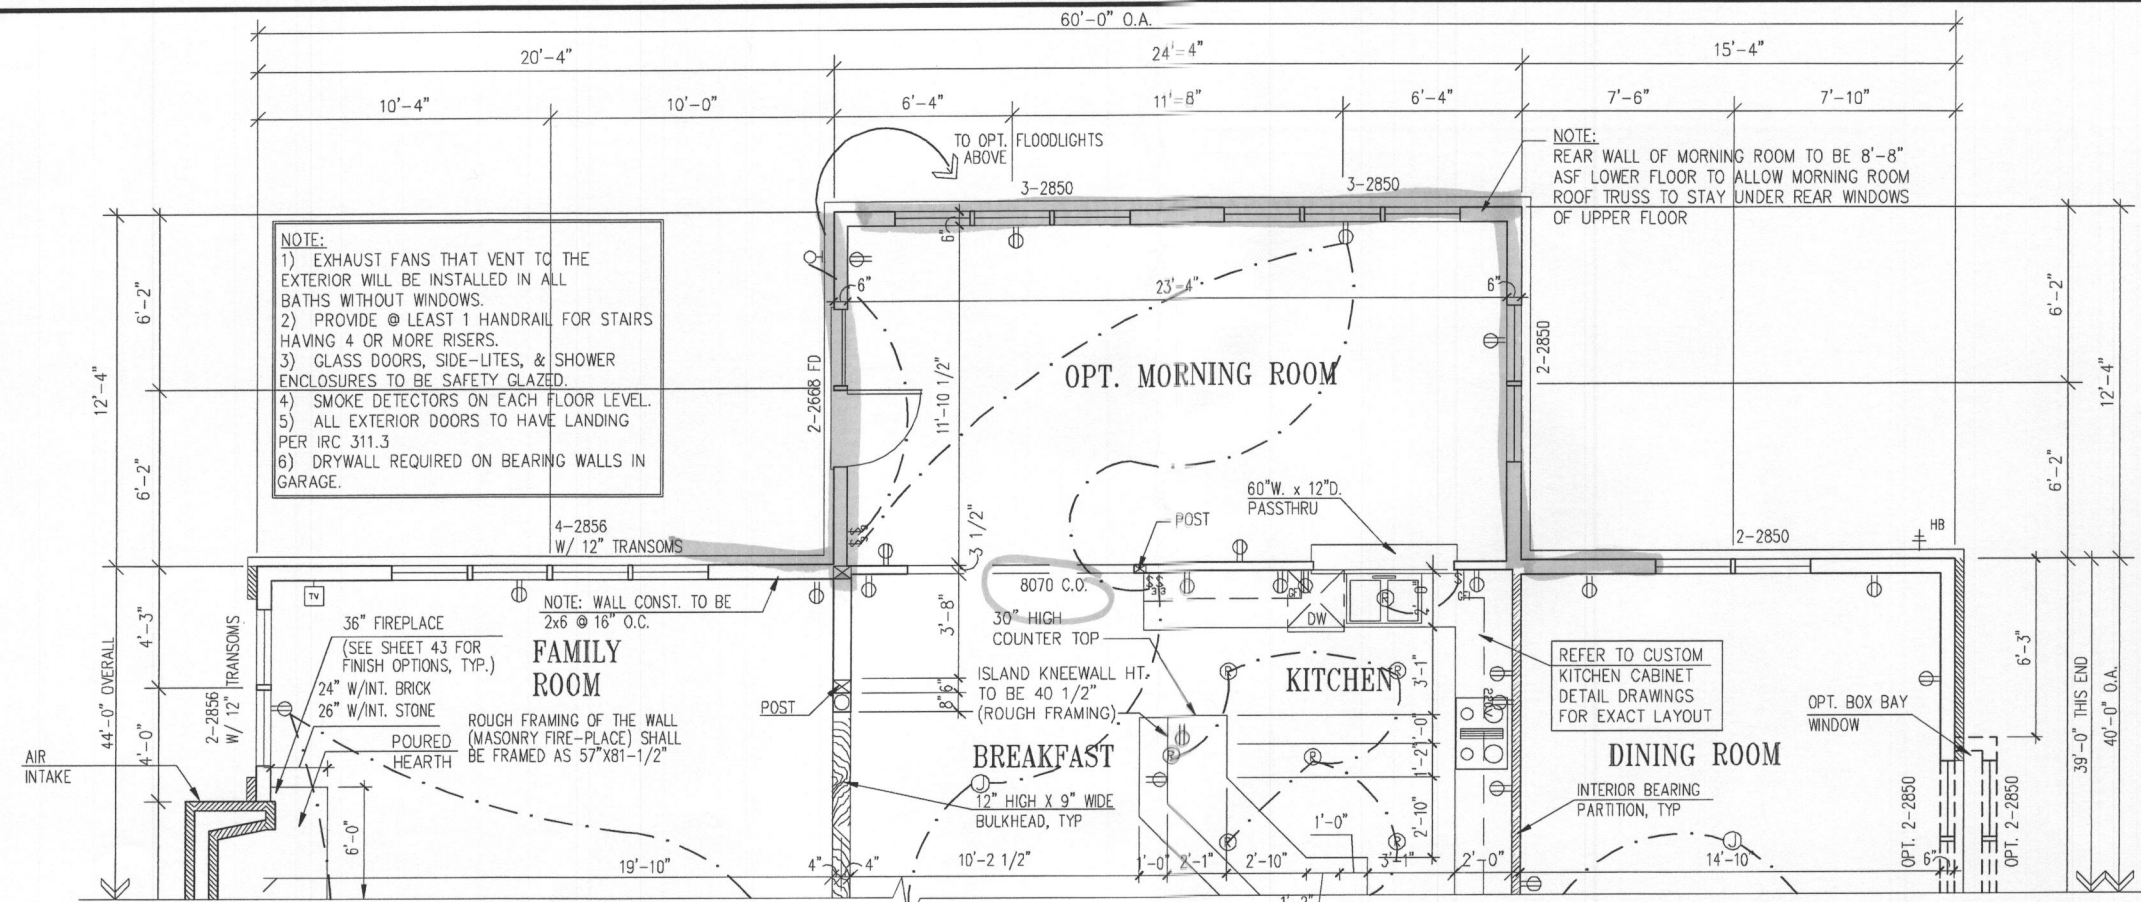 60'-0" O.A.
20'-4"
24'-4"
15'-4"
10'-4"
10'-0"
6'-4"
11'-8"
6'-4"
7'-6"
7'-10"
TO OPT. FLOODLIGHTS
ABOVE
3-2850
3-2850
NOTE:
REAR WALL OF MORNING ROOM TO BE 8'-8"
ASF LOWER FLOOR TO ALLOW MORNING ROOM
ROOF TRUSS TO STAY UNDER REAR WINDOWS
OF UPPER FLOOR
NOTE:
1) EXHAUST FANS THAT VENT TO THE
EXTERIOR WILL BE INSTALLED IN ALL
BATHS WITHOUT WINDOWS.
2) PROVIDE @ LEAST 1 HANDRAIL FOR STAIRS
HAVING 4 OR MORE RISERS.
3) GLASS DOORS, SIDE-LITES, & SHOWER
ENCLOSURES TO BE SAFETY GLAZED.
4) SMOKE DETECTORS ON EACH FLOOR LEVEL.
5) ALL EXTERIOR DOORS TO HAVE LANDING
PER IRC 311.3
6) DRYWALL REQUIRED ON BEARING WALLS IN
GARAGE.
12'-4"
6'-2"
6'-2"
6"
6"
23'-4"
6"
2-2668 FD
11'-10 1/2"
OPT. MORNING ROOM
2-2850
6'-2"
6'-2"
12'-4"
60"W. x 12"D.
PASSTHRU
POST
3 1/2"
4-2856
W/ 12" TRANSOMS
2-2850
HB
TV
NOTE: WALL CONST. TO BE
2x6 @ 16" O.C.
8070 C.O.
GFI
DW
2'-0"
GFI
44'-0" OVERALL
4'-3"
4'-0"
2-2856
W/ 12" TRANSOMS
36" FIREPLACE
(SEE SHEET 43 FOR
FINISH OPTIONS, TYP.)
24" W/INT. BRICK
26" W/INT. STONE
FAMILY
ROOM
POURED
HEARTH
ROUGH FRAMING OF THE WALL
(MASONRY FIRE-PLACE) SHALL
BE FRAMED AS 57"X81-1/2"
AIR
INTAKE
6'-0"
POST
3'-8"
6"
8"
30" HIGH
COUNTER TOP
ISLAND KNEEWALL HT.
TO BE 40 1/2"
(ROUGH FRAMING)
KITCHEN
BREAKFAST
12" HIGH X 9" WIDE
BULKHEAD, TYP
3'-1"
1'-0"
1'-2"
2'-10"
REFER TO CUSTOM
KITCHEN CABINET
DETAIL DRAWINGS
FOR EXACT LAYOUT
DINING ROOM
OPT. BOX BAY
WINDOW
INTERIOR BEARING
PARTITION, TYP
6'-3"
39'-0" THIS END
40'-0" O.A.
OPT. 2-2850
OPT. 2-2850
19'-10"
4"
4"
10'-2 1/2"
1'-0"
2'-1"
2'-10"
1'-0"
3'-1"
2'-0"
14'-10"
6"